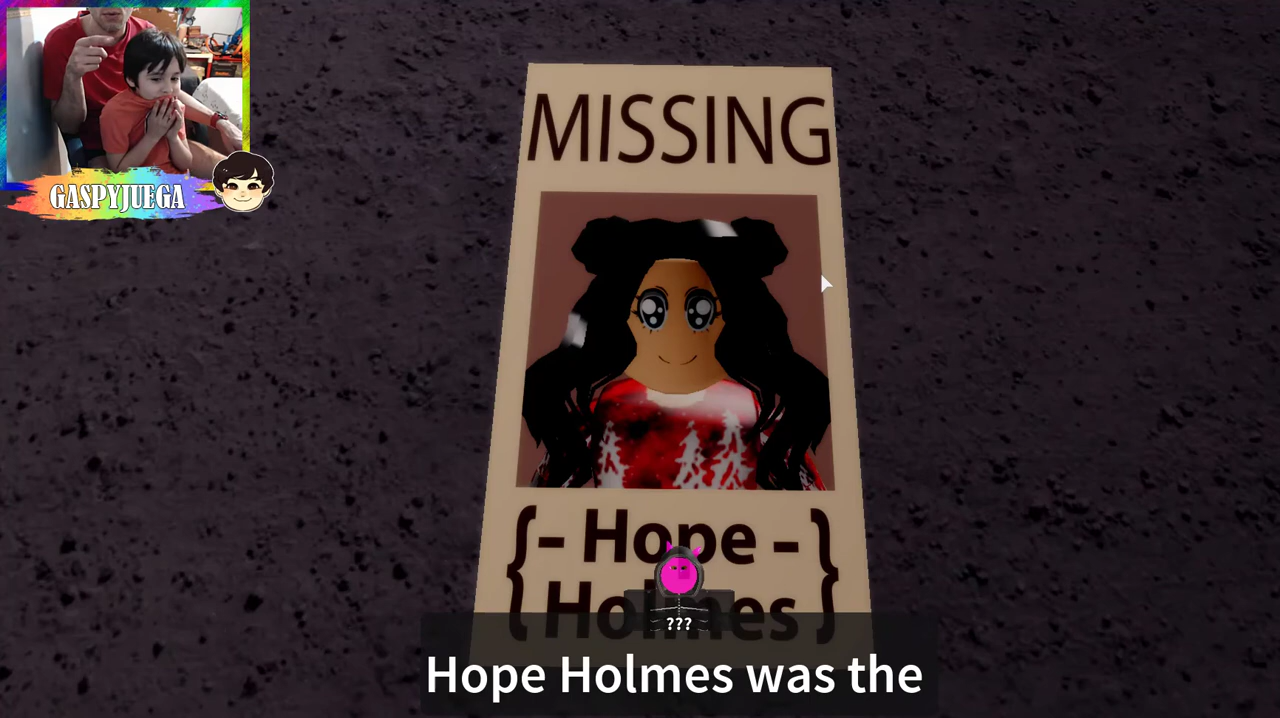 GASPYJUEGA
MISSING
{- Hope -}
{ Holmes }
???
Hope Holmes was the